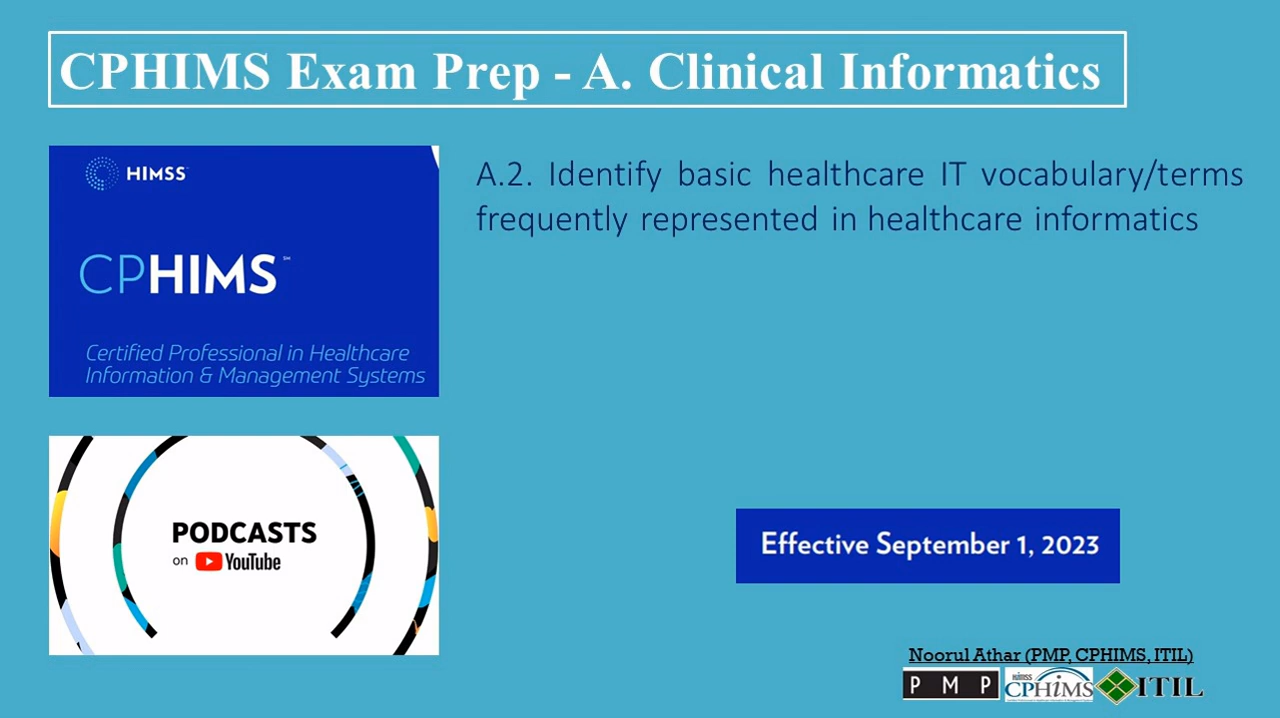 CPHIMS Exam Prep - A. Clinical Informatics
HIMSS
CPHIMS℠
Certified Professional in Healthcare
Information & Management Systems
A.2. Identify basic healthcare IT vocabulary/terms
frequently represented in healthcare informatics
PODCASTS
on YouTube
Effective September 1, 2023
Noorul Athar (PMP, CPHIMS, ITIL)
PMP
HIMSS
CPHIMS
ITIL